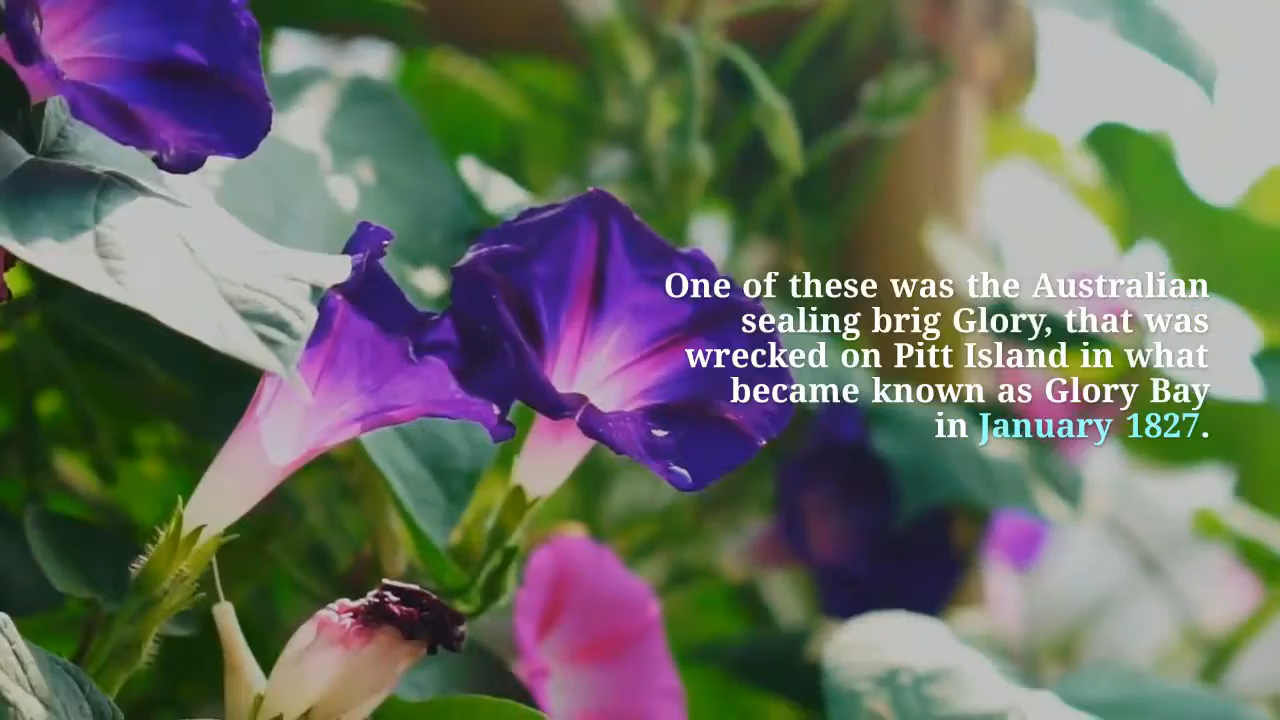 One of these was the Australian
sealing brig Glory, that was
wrecked on Pitt Island in what
became known as Glory Bay
in January 1827.